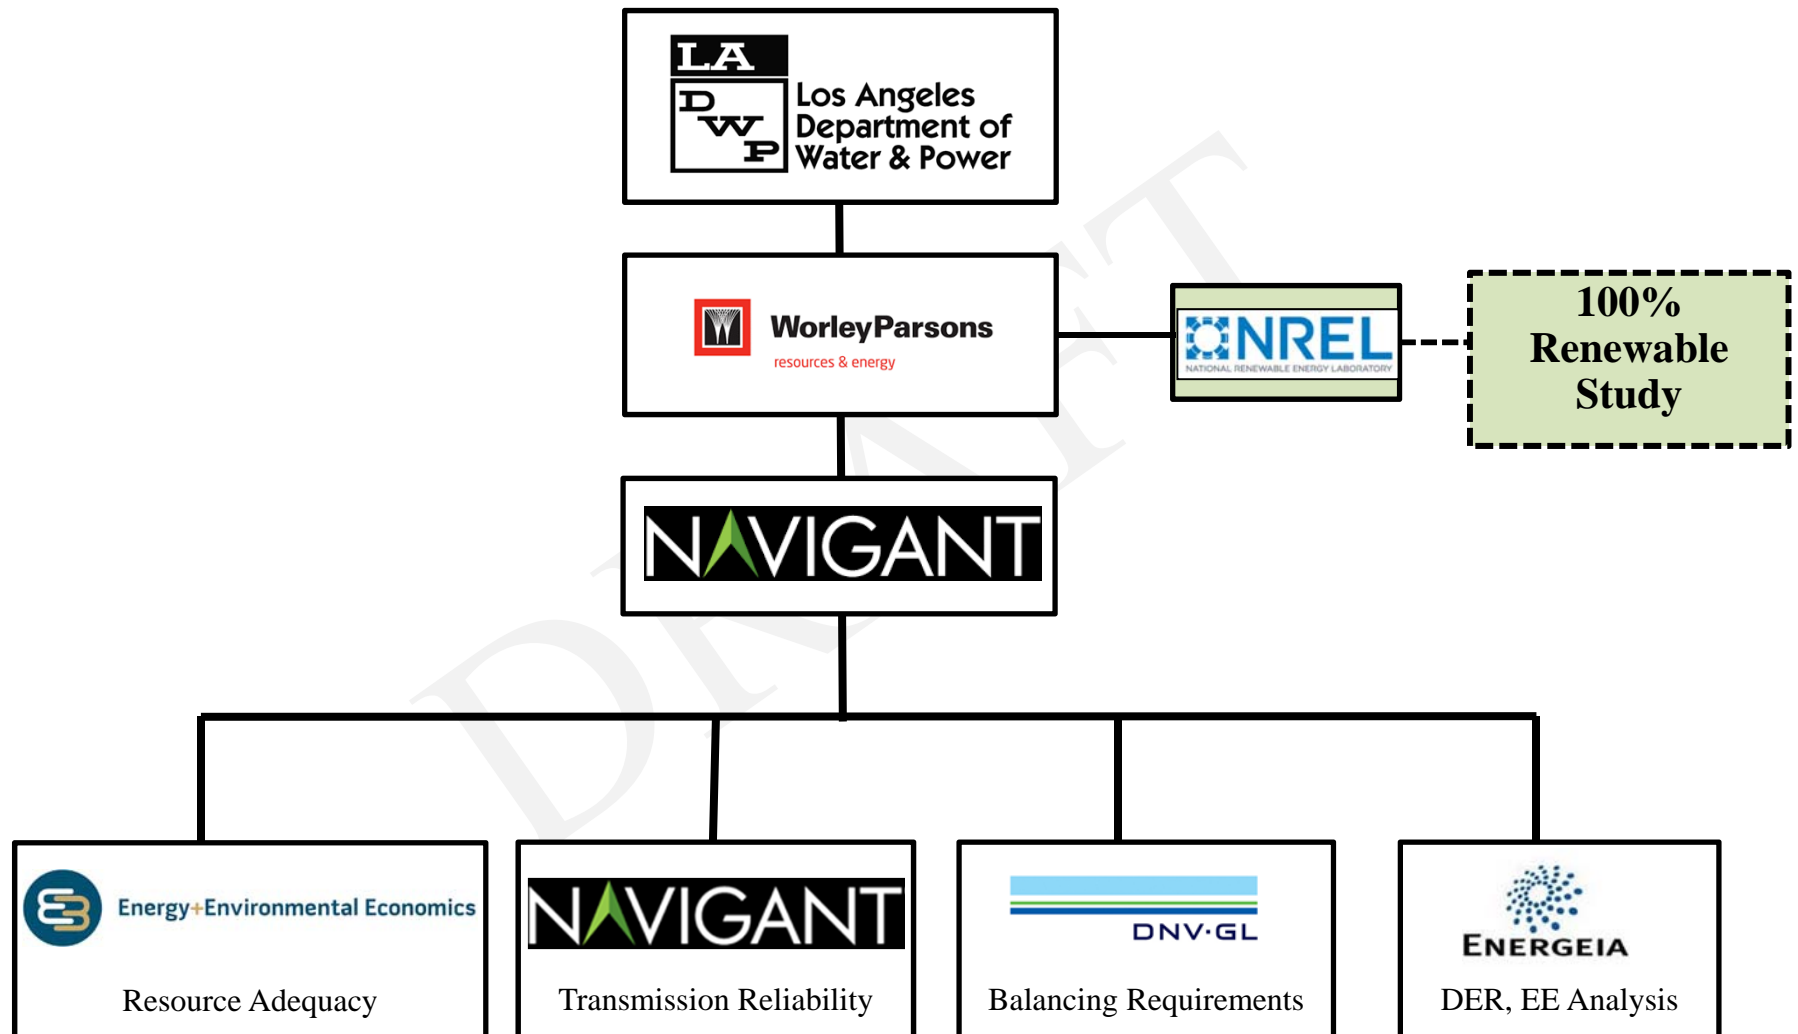 LA
DWP
Los Angeles
Department of
Water & Power
WorleyParsons
resources & energy
NREL
NATIONAL RENEWABLE ENERGY LABORATORY
100%
Renewable
Study
NAVIGANT
DRAFT
E3
Energy+Environmental Economics
Resource Adequacy
NAVIGANT
Transmission Reliability
DNV·GL
Balancing Requirements
ENERGEIA
DER, EE Analysis